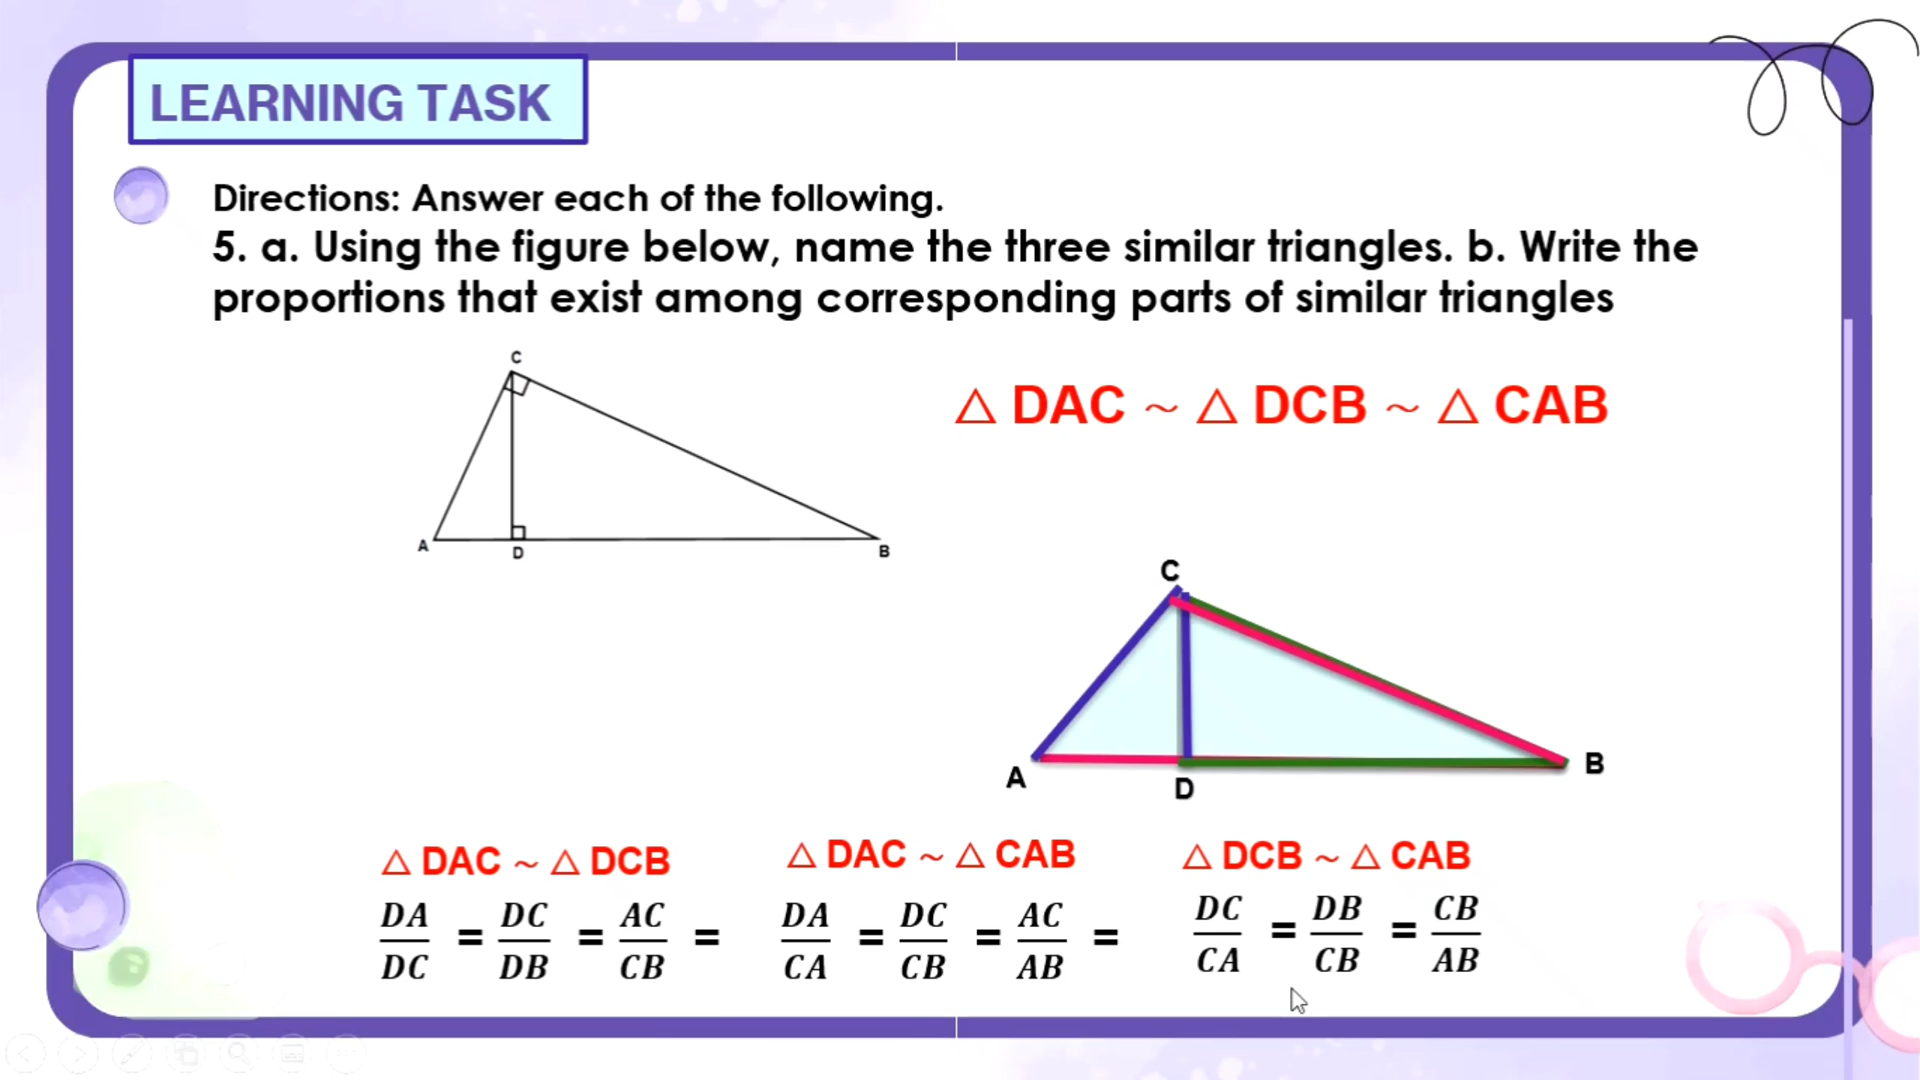 LEARNING TASK
Directions: Answer each of the following.
5. a. Using the figure below, name the three similar triangles. b. Write the
proportions that exist among corresponding parts of similar triangles
C
A
D
B
△ DAC ~ △ DCB ~ △ CAB
C
A
D
B
△ DAC ~ △ DCB
DA/DC = DC/DB = AC/CB =
△ DAC ~ △ CAB
DA/CA = DC/CB = AC/AB =
△ DCB ~ △ CAB
DC/CA = DB/CB = CB/AB